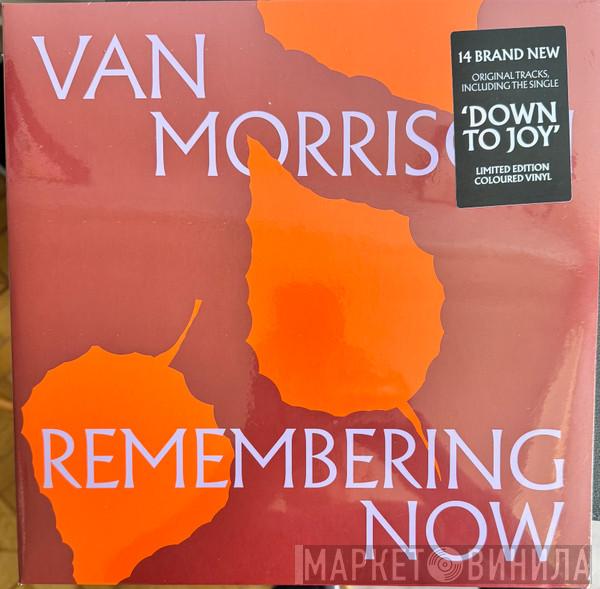 VAN
MORRISO
14 BRAND NEW
ORIGINAL TRACKS,
INCLUDING THE SINGLE
‘DOWN
TO JOY’
LIMITED EDITION
COLOURED VINYL
REMEMBERING
NOW
МАРКЕТ ВИНИЛА